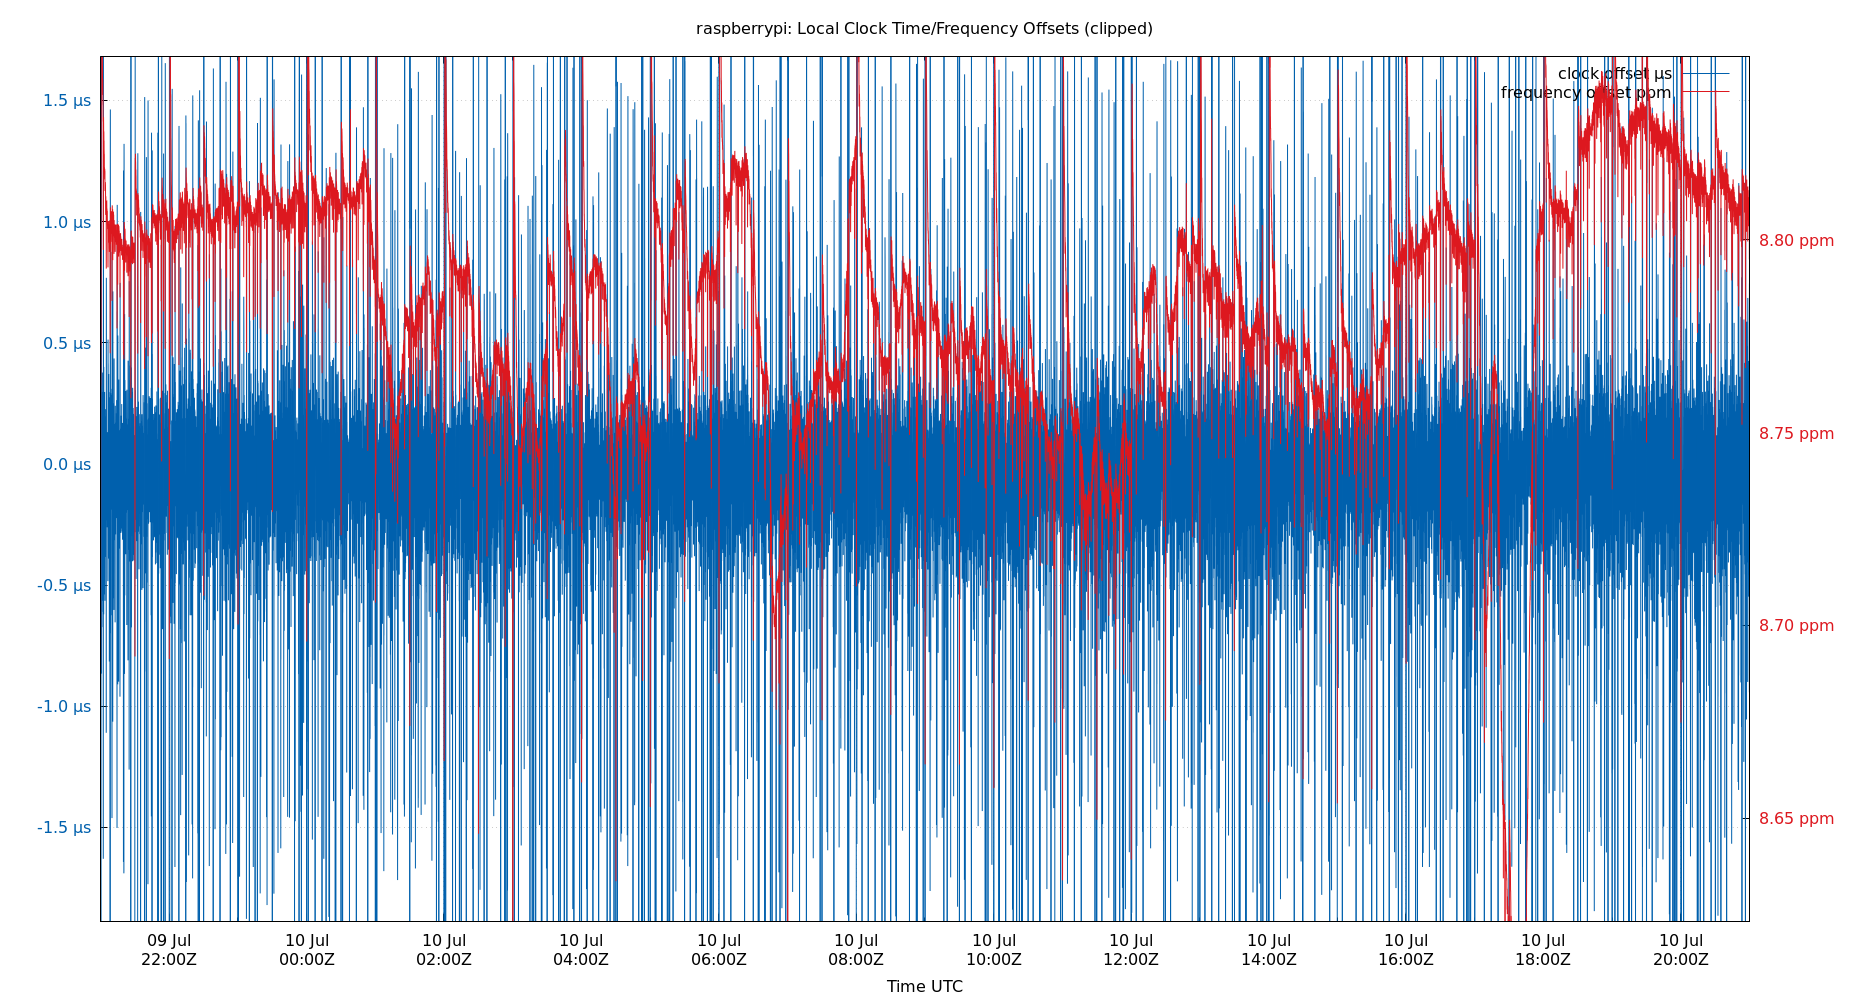 raspberrypi: Local Clock Time/Frequency Offsets (clipped)
clock offset µs
frequency offset ppm
1.5 µs
1.0 µs
0.5 µs
0.0 µs
-0.5 µs
-1.0 µs
-1.5 µs
8.80 ppm
8.75 ppm
8.70 ppm
8.65 ppm
09 Jul 10 Jul 10 Jul 10 Jul 10 Jul 10 Jul 10 Jul 10 Jul 10 Jul 10 Jul 10 Jul 10 Jul
22:00Z 00:00Z 02:00Z 04:00Z 06:00Z 08:00Z 10:00Z 12:00Z 14:00Z 16:00Z 18:00Z 20:00Z
Time UTC